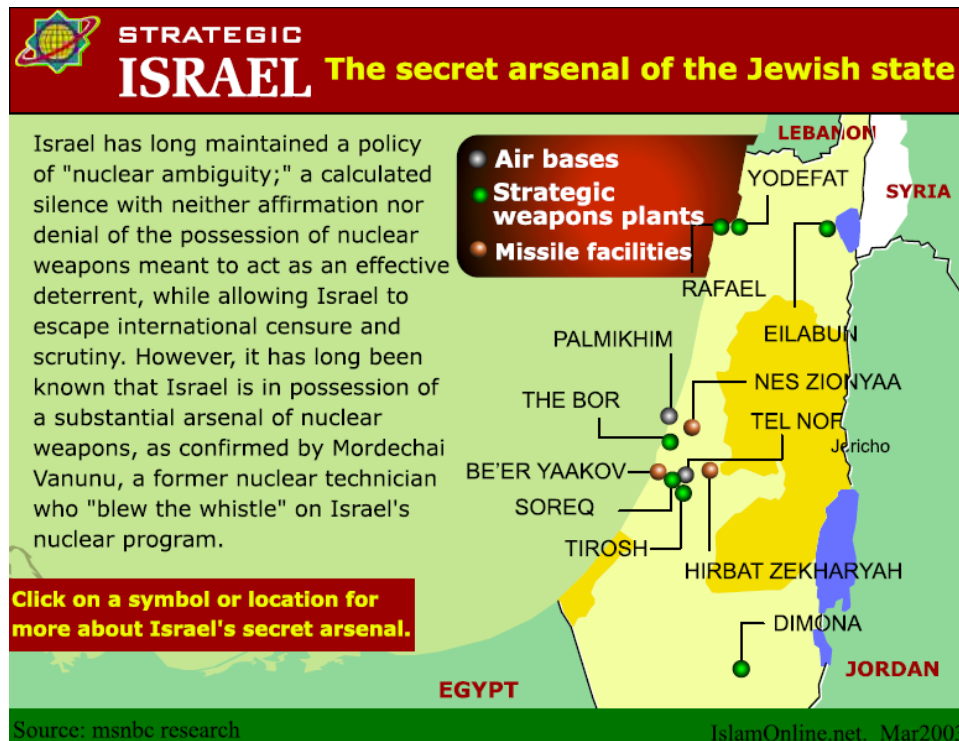 STRATEGIC
ISRAEL The secret arsenal of the Jewish state
Israel has long maintained a policy
of "nuclear ambiguity;" a calculated
silence with neither affirmation nor
denial of the possession of nuclear
weapons meant to act as an effective
deterrent, while allowing Israel to
escape international censure and
scrutiny. However, it has long been
known that Israel is in possession of
a substantial arsenal of nuclear
weapons, as confirmed by Mordechai
Vanunu, a former nuclear technician
who "blew the whistle" on Israel's
nuclear program.
Click on a symbol or location for
more about Israel's secret arsenal.
Air bases
Strategic
weapons plants
Missile facilities
LEBANON
YODEFAT
SYRIA
RAFAEL
EILABUN
PALMIKHIM
NES ZIONYAA
THE BOR
TEL NOF
Jericho
BE'ER YAAKOV
SOREQ
TIROSH
HIRBAT ZEKHARYAH
DIMONA
JORDAN
EGYPT
Source: msnbc research
IslamOnline.net,